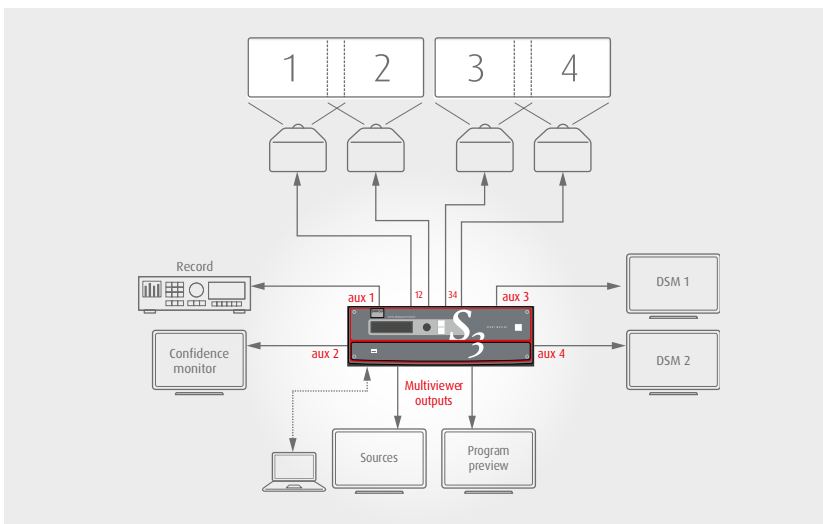 1
2
3
4
Record
12
34
aux 1
aux 3
DSM 1
S3
aux 2
aux 4
Confidence
monitor
DSM 2
Multiviewer
outputs
Sources
Program
preview